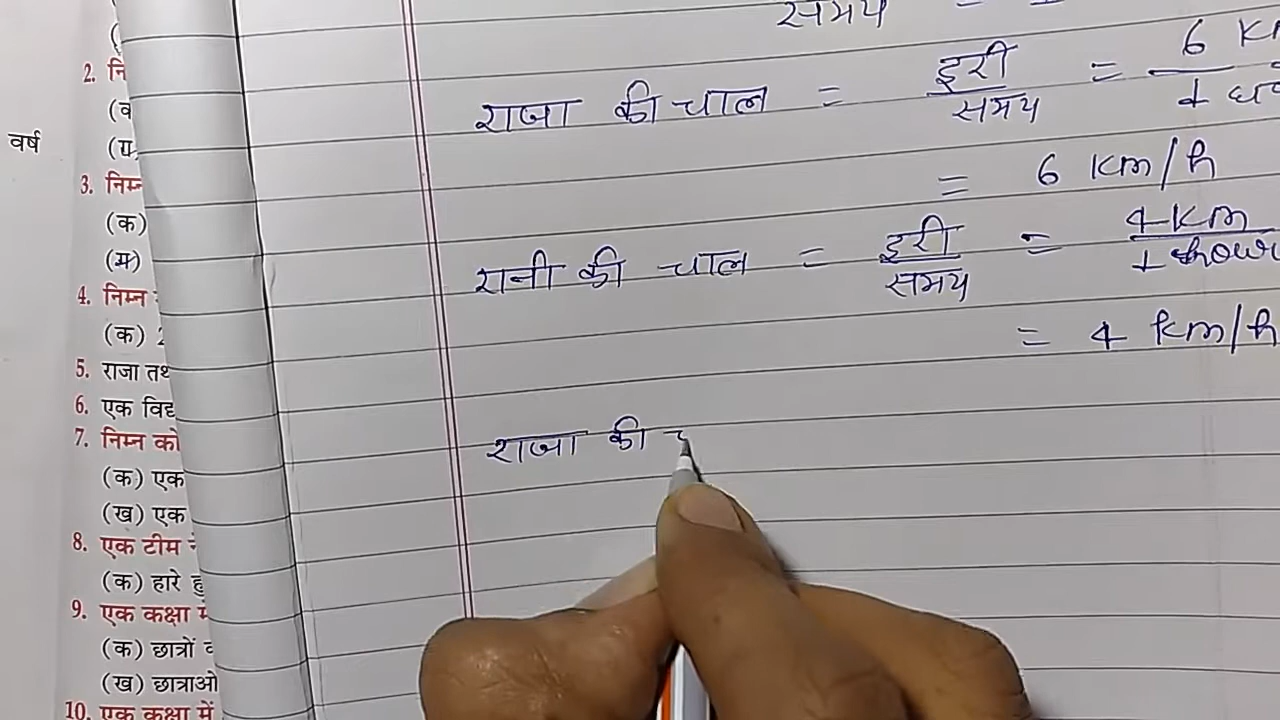 समय =
राजा की चाल = दूरी / समय = 6 / 1
= 6 km/h
रानी की चाल = दूरी / समय = 4 km / 1 hour
= 4 km/h
राजा की
वर्ष
2. नि
3. निम्न
(क)
4. निम्न
(क) 2
5. राजा तथ
6. एक विद्य
7. निम्न को
(क) एक
(ख) एक
8. एक टीम ने
(क) हारे हु
9. एक कक्षा में
(क) छात्रों
(ख) छात्राओं
10. एक कक्षा में